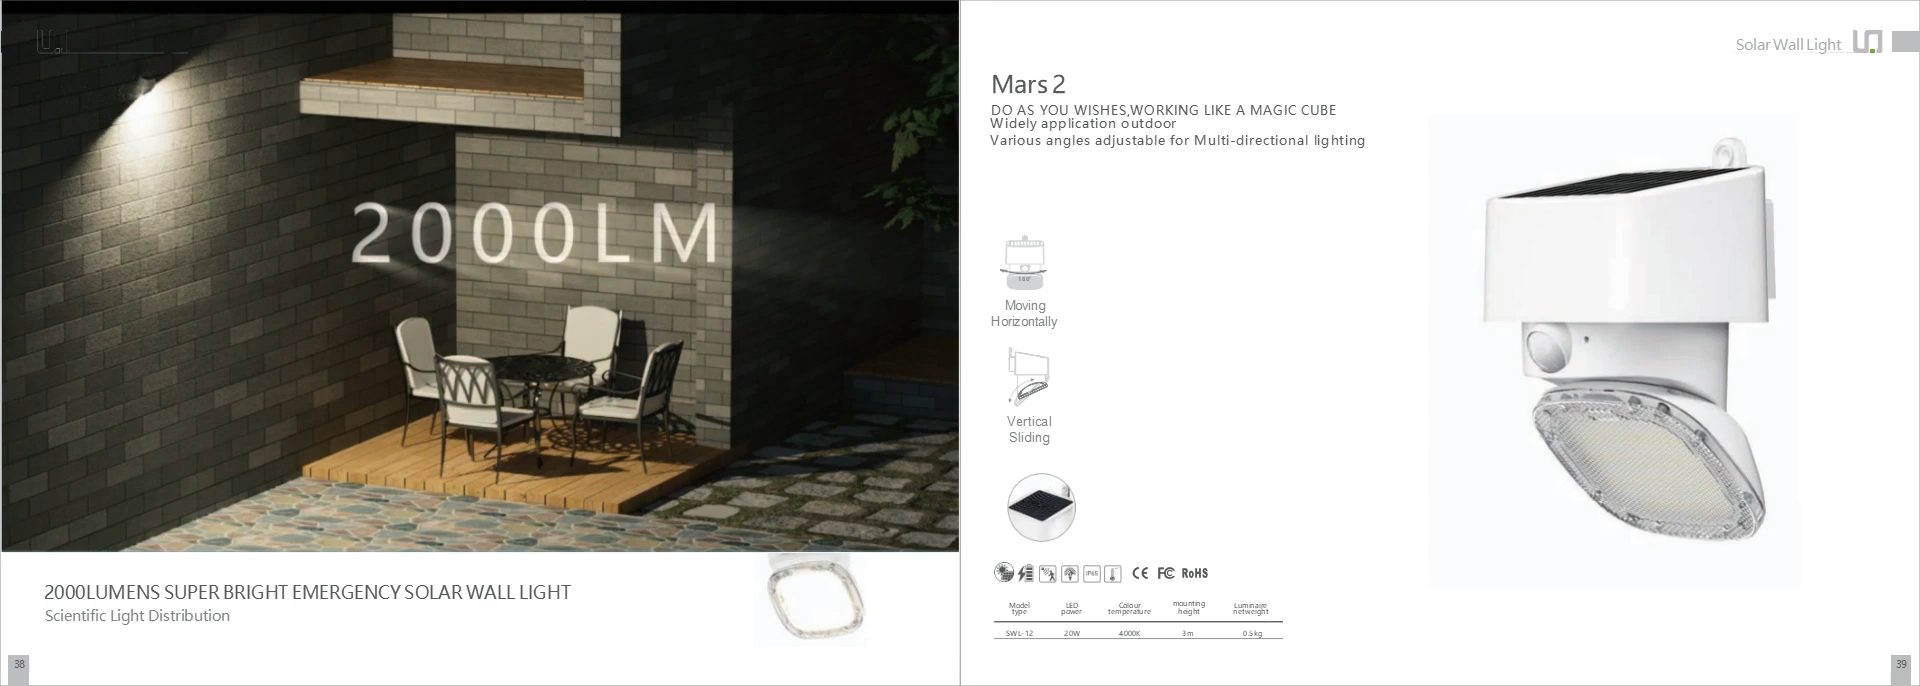 2000LM
2000LUMENS SUPER BRIGHT EMERGENCY SOLAR WALL LIGHT
Scientific Light Distribution
38
Solar Wall Light
Mars 2
DO AS YOU WISHES,WORKING LIKE A MAGIC CUBE
Widely application outdoor
Various angles adjustable for Multi-directional lighting
180°
Moving
Horizontally
Vertical
Sliding
IP65 CE FC RoHS
Model type LED power Colour temperature mounting height Luminaire netweight
SWL-12 20W 4000K 3m 0.5kg
39